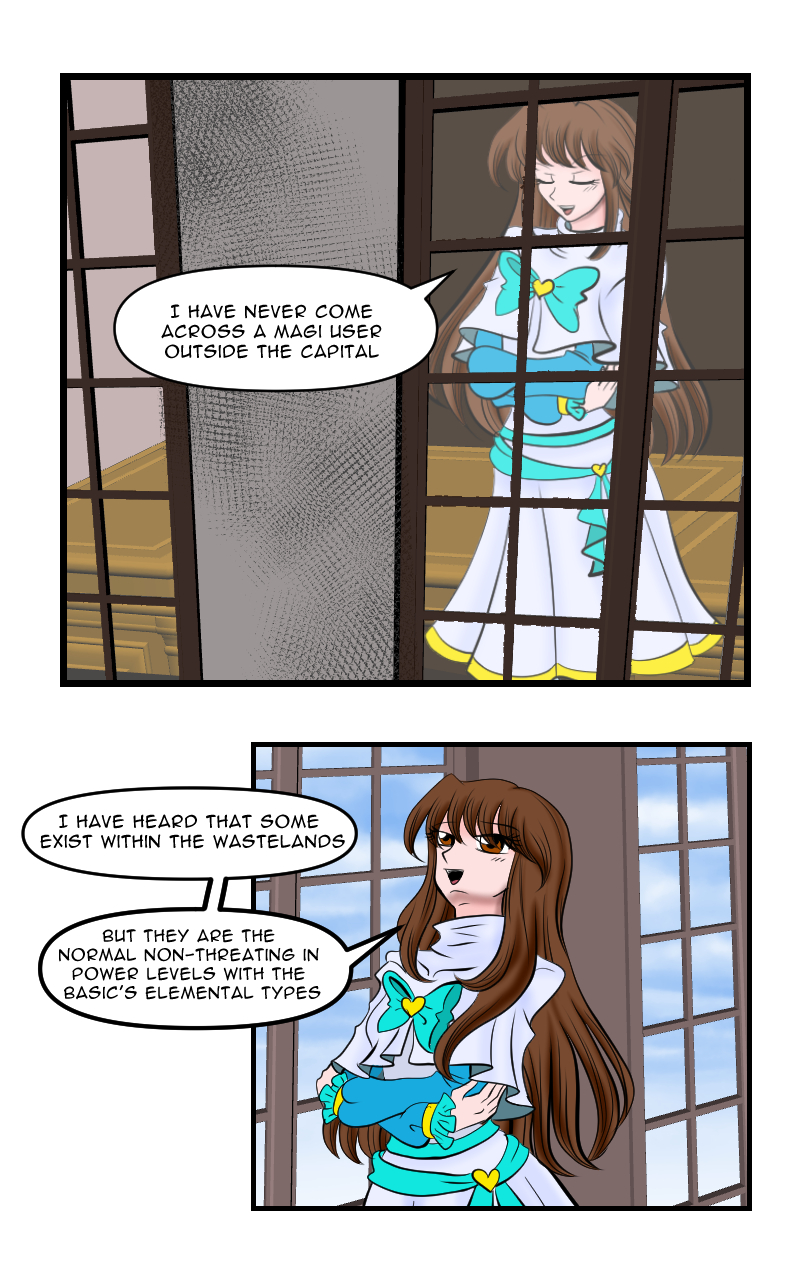 I HAVE NEVER COME
ACROSS A MAGI USER
OUTSIDE THE CAPITAL
I HAVE HEARD THAT SOME
EXIST WITHIN THE WASTELANDS
BUT THEY ARE THE
NORMAL NON-THREATING IN
POWER LEVELS WITH THE
BASIC'S ELEMENTAL TYPES